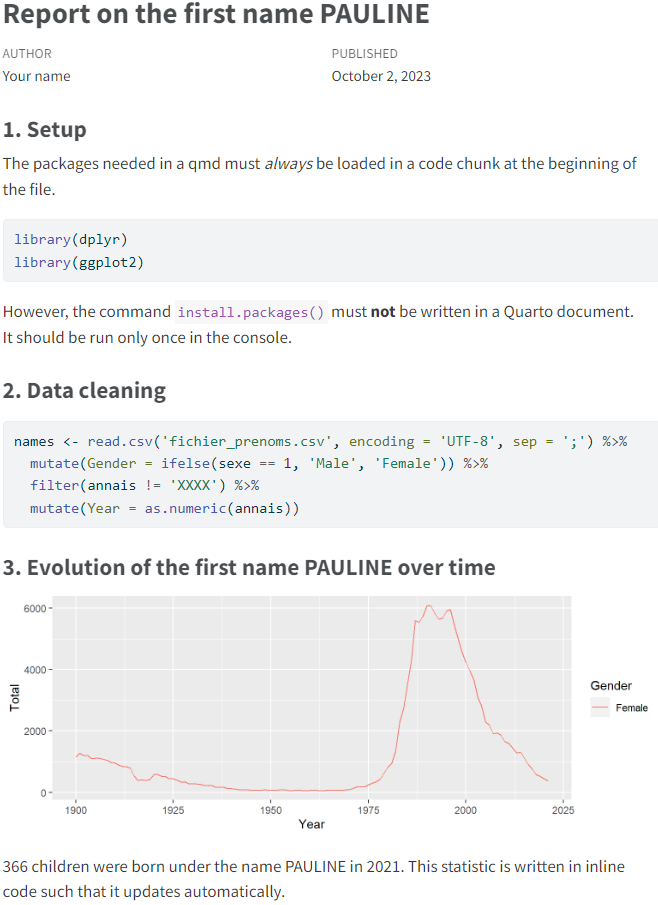 Report on the first name PAULINE
AUTHOR
PUBLISHED
Your name
October 2, 2023
1. Setup
The packages needed in a qmd must always be loaded in a code chunk at the beginning of
the file.
library(dplyr)
library(ggplot2)
However, the command install.packages() must not be written in a Quarto document.
It should be run only once in the console.
2. Data cleaning
names <- read.csv('fichier_prenoms.csv', encoding = 'UTF-8', sep = ';') %>%
  mutate(Gender = ifelse(sexe == 1, 'Male', 'Female')) %>%
  filter(annais != 'XXXX') %>%
  mutate(Year = as.numeric(annais))
3. Evolution of the first name PAULINE over time
6000
4000
2000
0
Total
1900
1925
1950
1975
2000
2025
Year
Gender
Female
366 children were born under the name PAULINE in 2021. This statistic is written in inline
code such that it updates automatically.